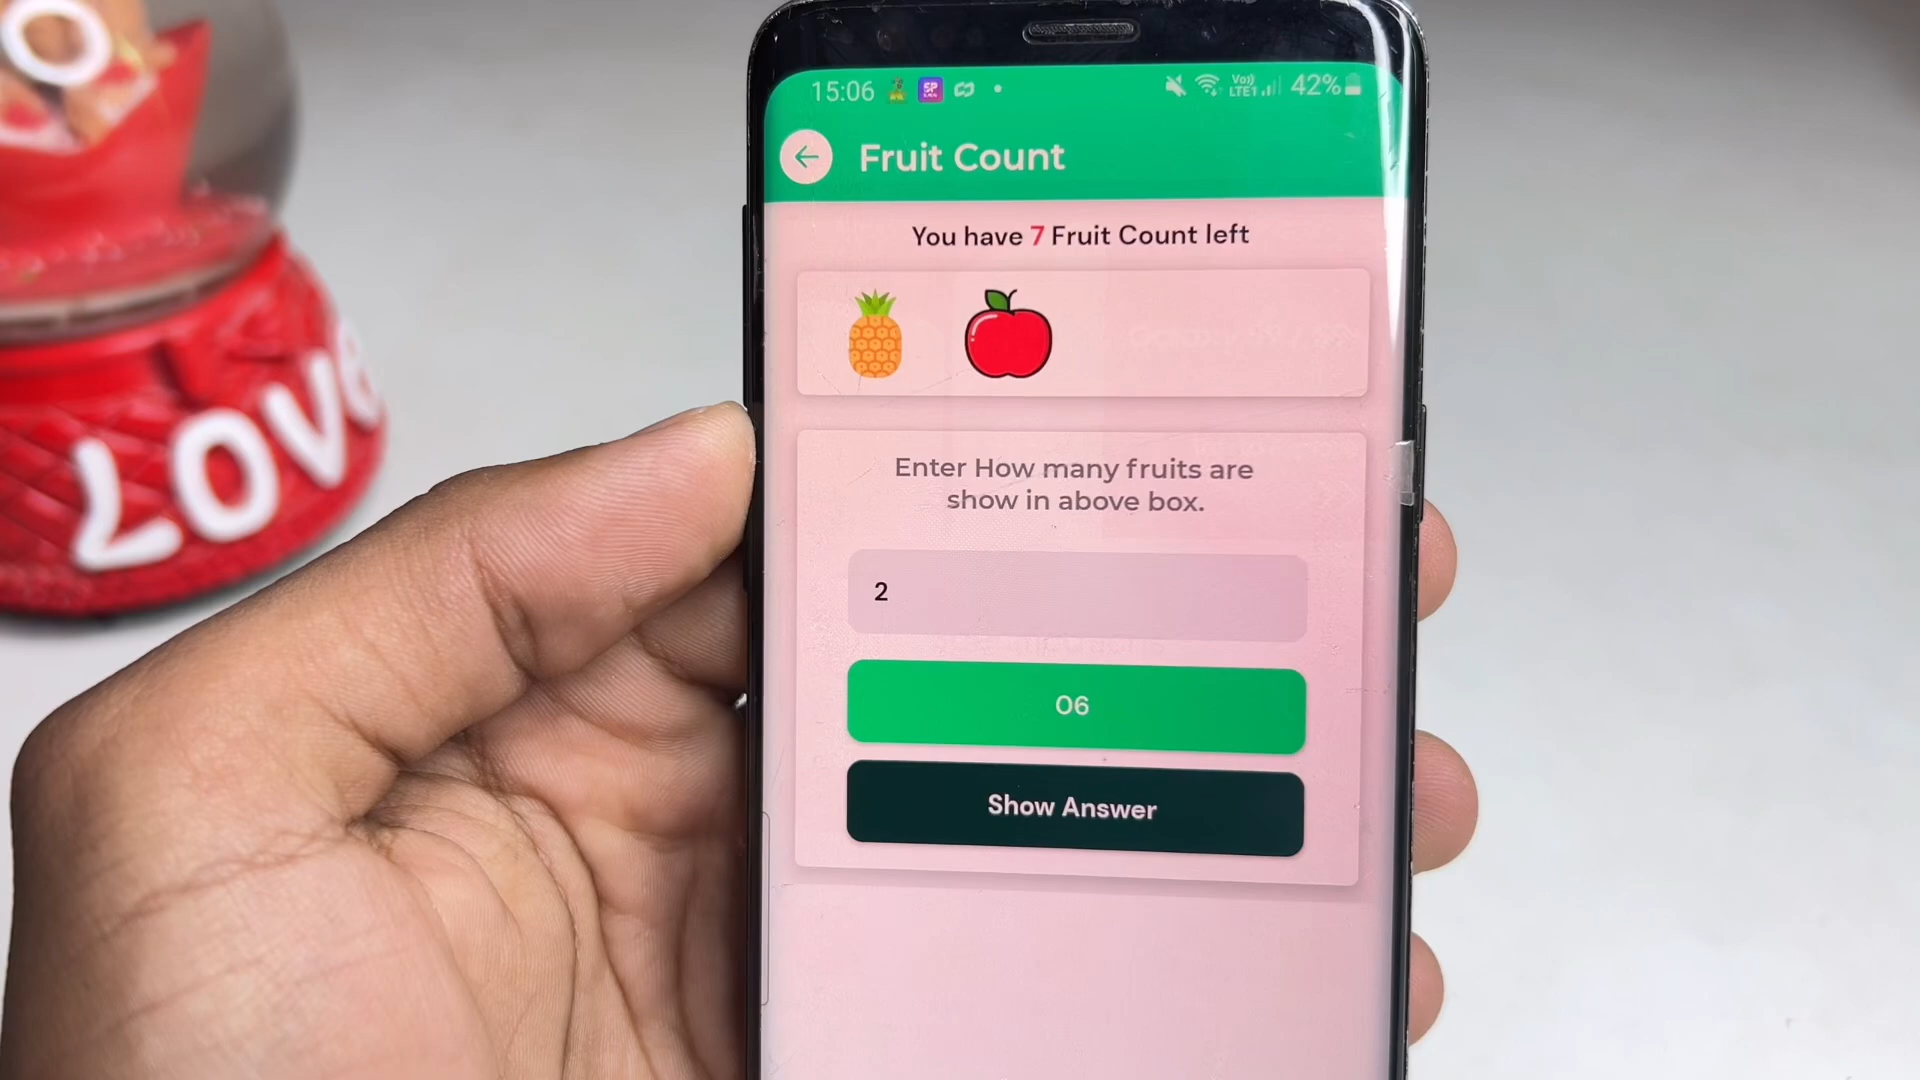 15:06 SP 42%
Fruit Count
You have 7 Fruit Count left
Enter How many fruits are
show in above box.
2
06
Show Answer
LOVE